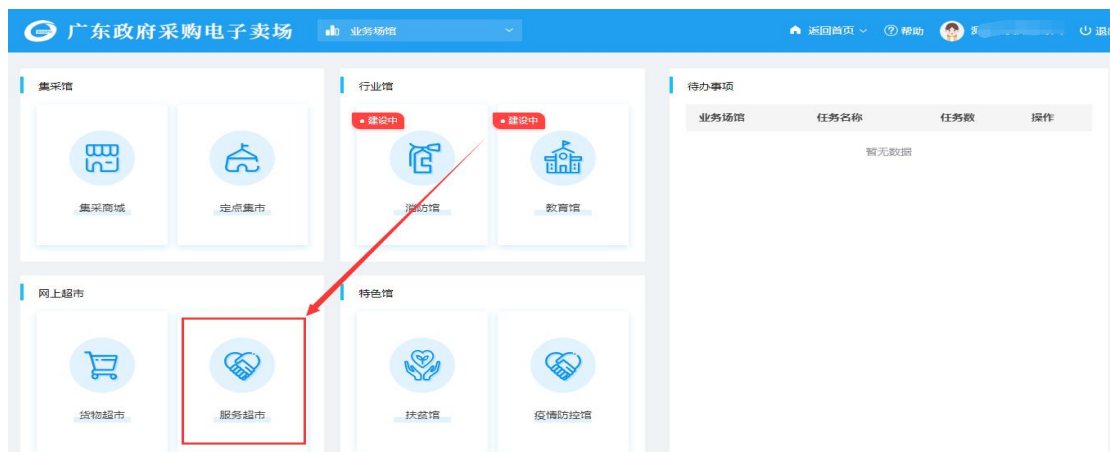 广东政府采购电子卖场
业务场馆
返回首页
帮助
退
集采馆
行业馆
待办事项
建设中
建设中
业务场馆 任务名称 任务数 操作
暂无数据
集采商城
定点集市
消防馆
教育馆
网上超市
特色馆
货物超市
服务超市
扶贫馆
疫情防控馆